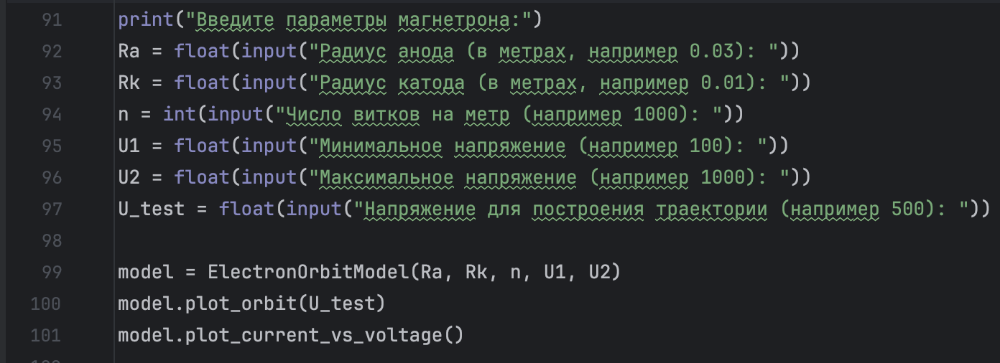 91 print("Введите параметры магнетрона:")
92 Ra = float(input("Радиус анода (в метрах, например 0.03): "))
93 Rk = float(input("Радиус катода (в метрах, например 0.01): "))
94 n = int(input("Число витков на метр (например 1000): "))
95 U1 = float(input("Минимальное напряжение (например 100): "))
96 U2 = float(input("Максимальное напряжение (например 1000): "))
97 U_test = float(input("Напряжение для построения траектории (например 500): "))
98
99 model = ElectronOrbitModel(Ra, Rk, n, U1, U2)
100 model.plot_orbit(U_test)
101 model.plot_current_vs_voltage()